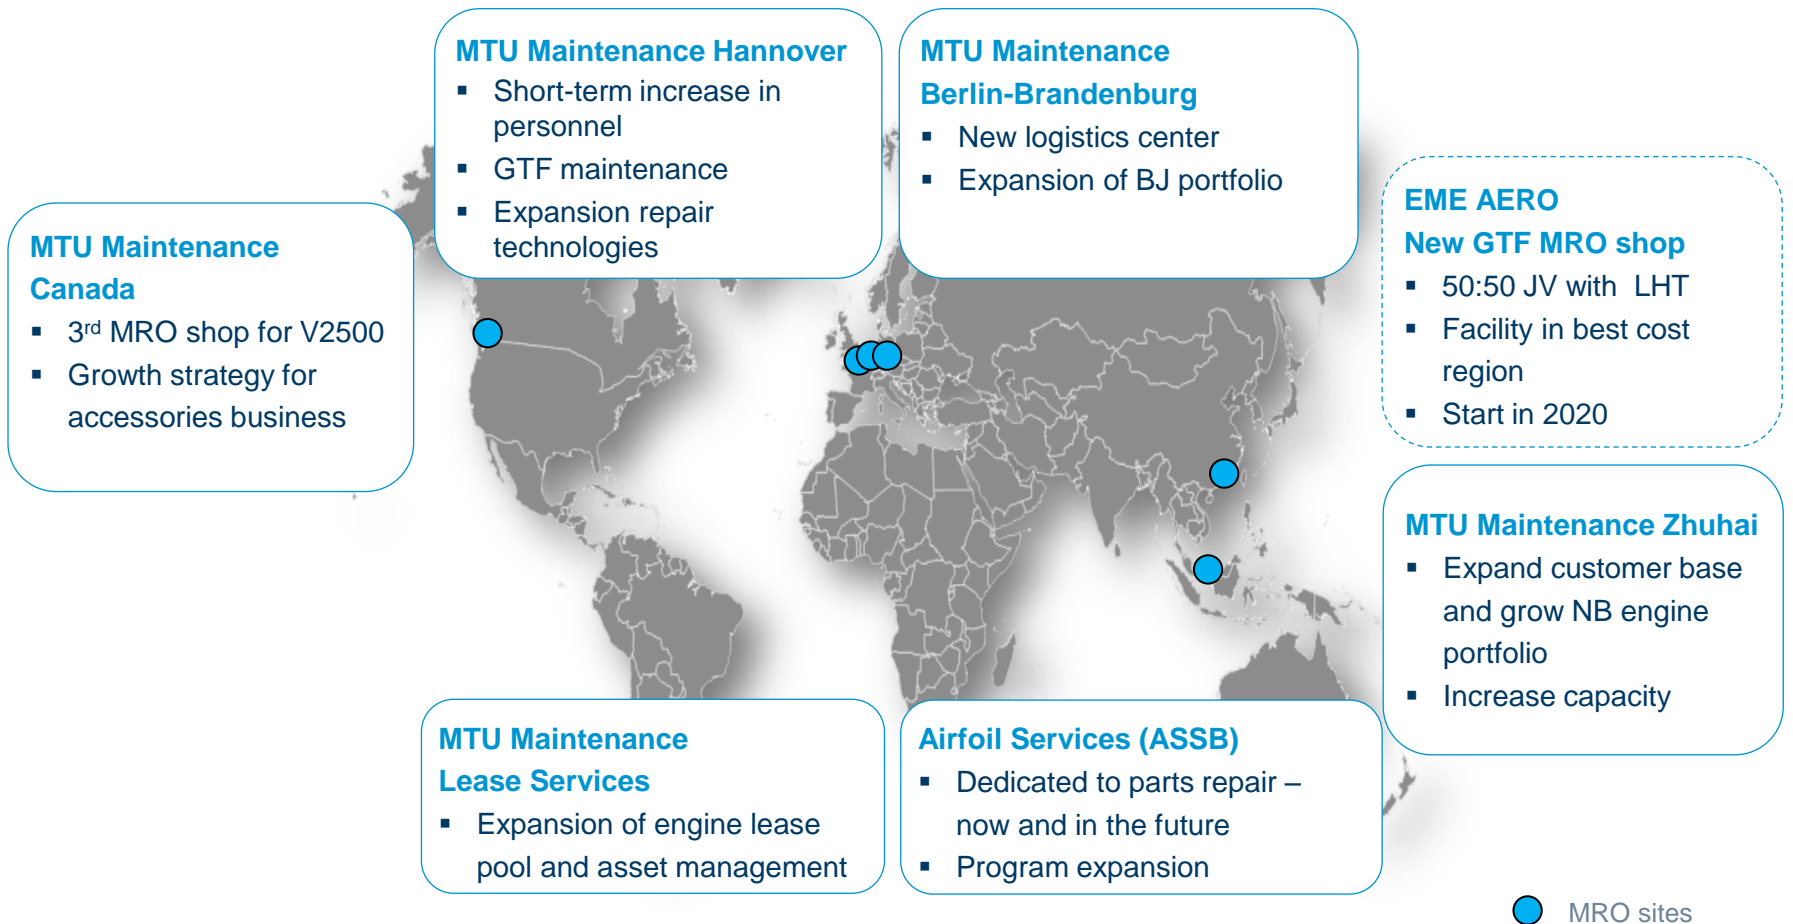 MTU Maintenance Hannover
▪ Short-term increase in
personnel
▪ GTF maintenance
▪ Expansion repair
technologies
MTU Maintenance
Berlin-Brandenburg
▪ New logistics center
▪ Expansion of BJ portfolio
EME AERO
New GTF MRO shop
▪ 50:50 JV with LHT
▪ Facility in best cost
region
▪ Start in 2020
MTU Maintenance
Canada
▪ 3rd MRO shop for V2500
▪ Growth strategy for
accessories business
MTU Maintenance Zhuhai
▪ Expand customer base
and grow NB engine
portfolio
▪ Increase capacity
MTU Maintenance
Lease Services
▪ Expansion of engine lease
pool and asset management
Airfoil Services (ASSB)
▪ Dedicated to parts repair –
now and in the future
▪ Program expansion
MRO sites